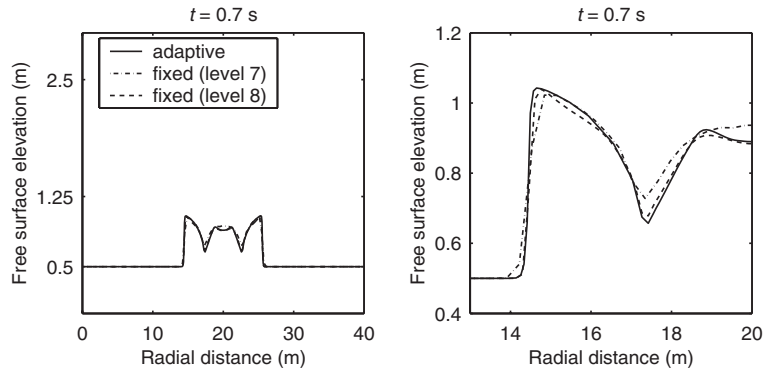 t = 0.7 s
adaptive
fixed (level 7)
fixed (level 8)
Free surface elevation (m)
2.5
1.25
0.5
0 10 20 30 40
Radial distance (m)
t = 0.7 s
Free surface elevation (m)
1.2
1
0.8
0.6
0.4
14 16 18 20
Radial distance (m)